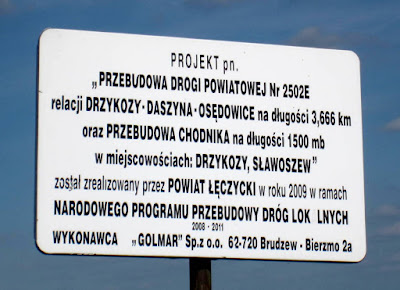 PROJEKT pn.
„PRZEBUDOWA DROGI POWIATOWEJ Nr 2502E
relacji DRZYKOZY - DASZYNA - OSĘDOWICE na długości 3,666 km
oraz PRZEBUDOWA CHODNIKA na długości 1500 mb
w miejscowościach: DRZYKOZY, SŁAWOSZEW”
został zrealizowany przez POWIAT ŁĘCZYCKI w roku 2009 w ramach
NARODOWEGO PROGRAMU PRZEBUDOWY DRÓG LOK LNYCH
2008 - 2011
WYKONAWCA „GOLMAR” Sp. z o.o. 62-720 Brudzew - Bierzmo 2a